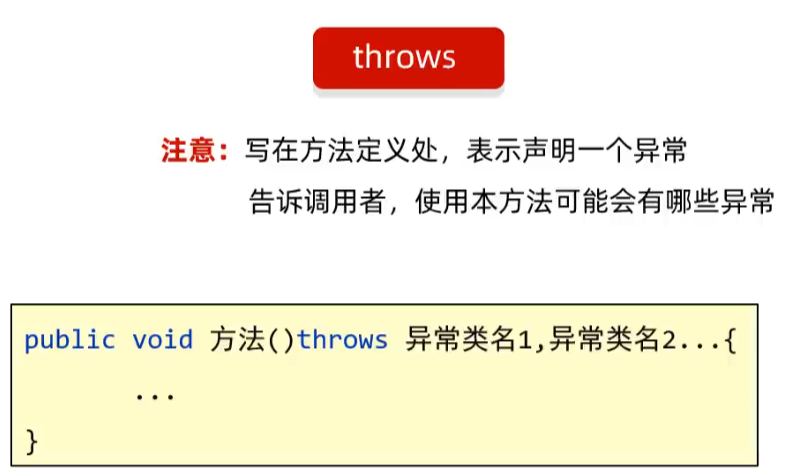 throws
注意：写在方法定义处，表示声明一个异常
告诉调用者，使用本方法可能会有哪些异常
public void 方法()throws 异常类名1,异常类名2...{
...
}